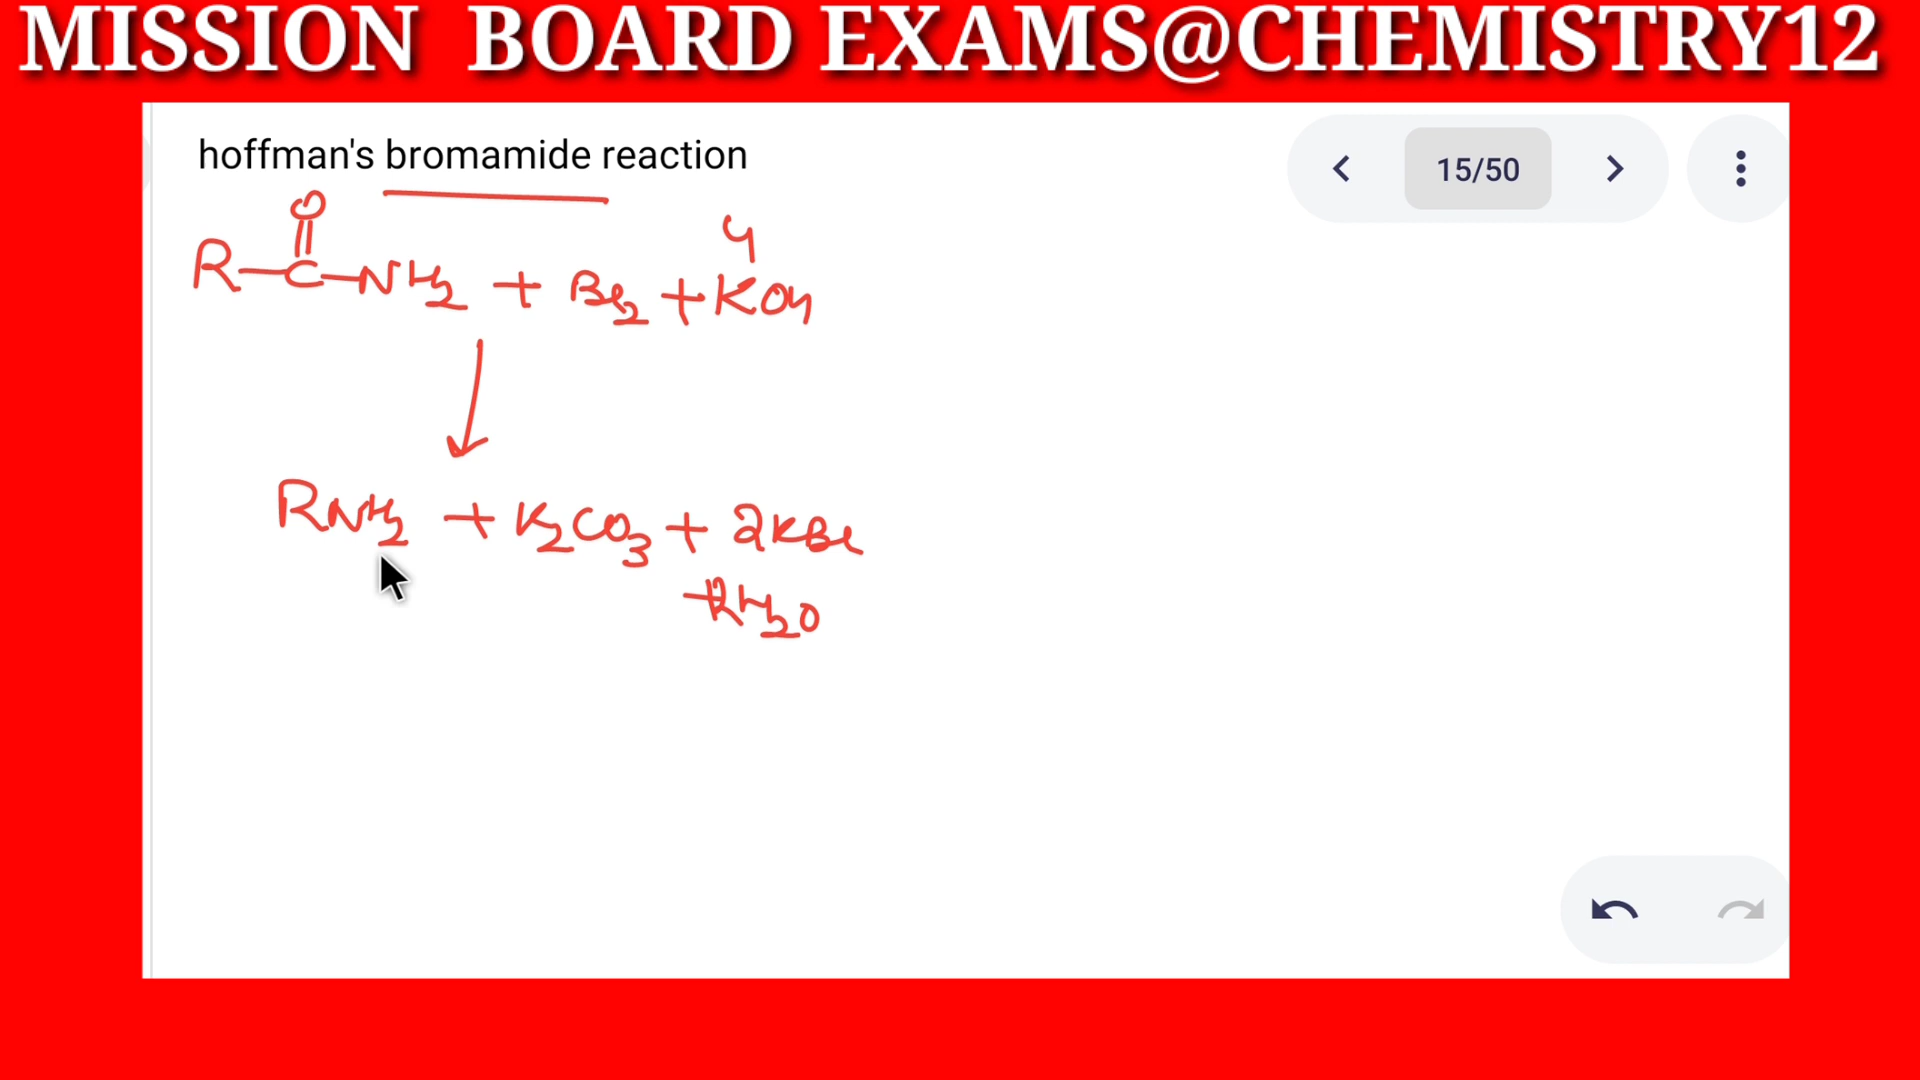 MISSION BOARD EXAMS@CHEMISTRY12
hoffman's bromamide reaction
15/50
O
4
R-C-NH2 + Br2 + KOH
RNH2 + K2CO3 + 2KBr
+2H2O